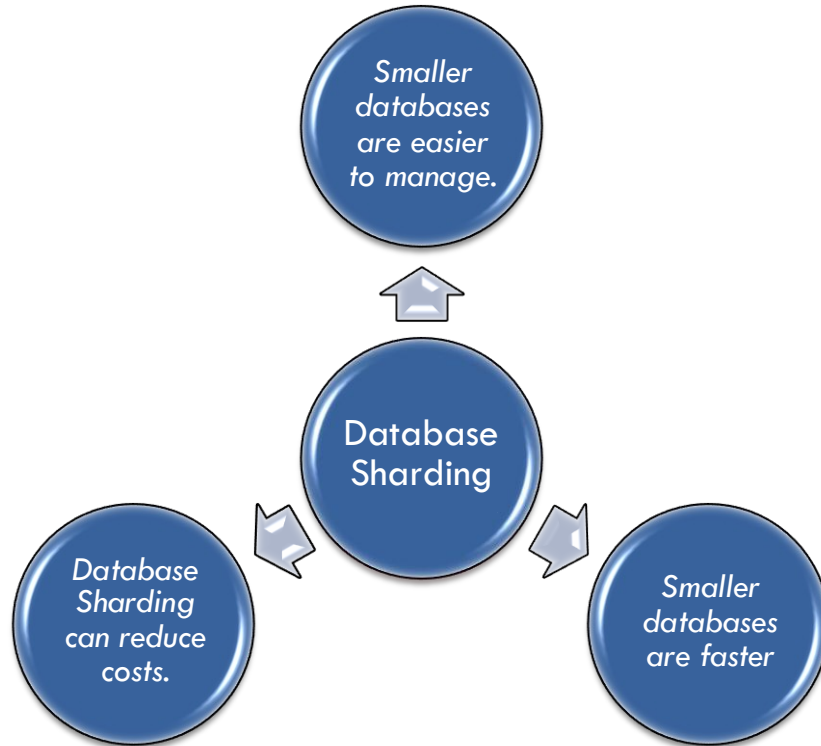 Smaller
databases
are easier
to manage.
Database
Sharding
Database
Sharding
can reduce
costs.
Smaller
databases
are faster